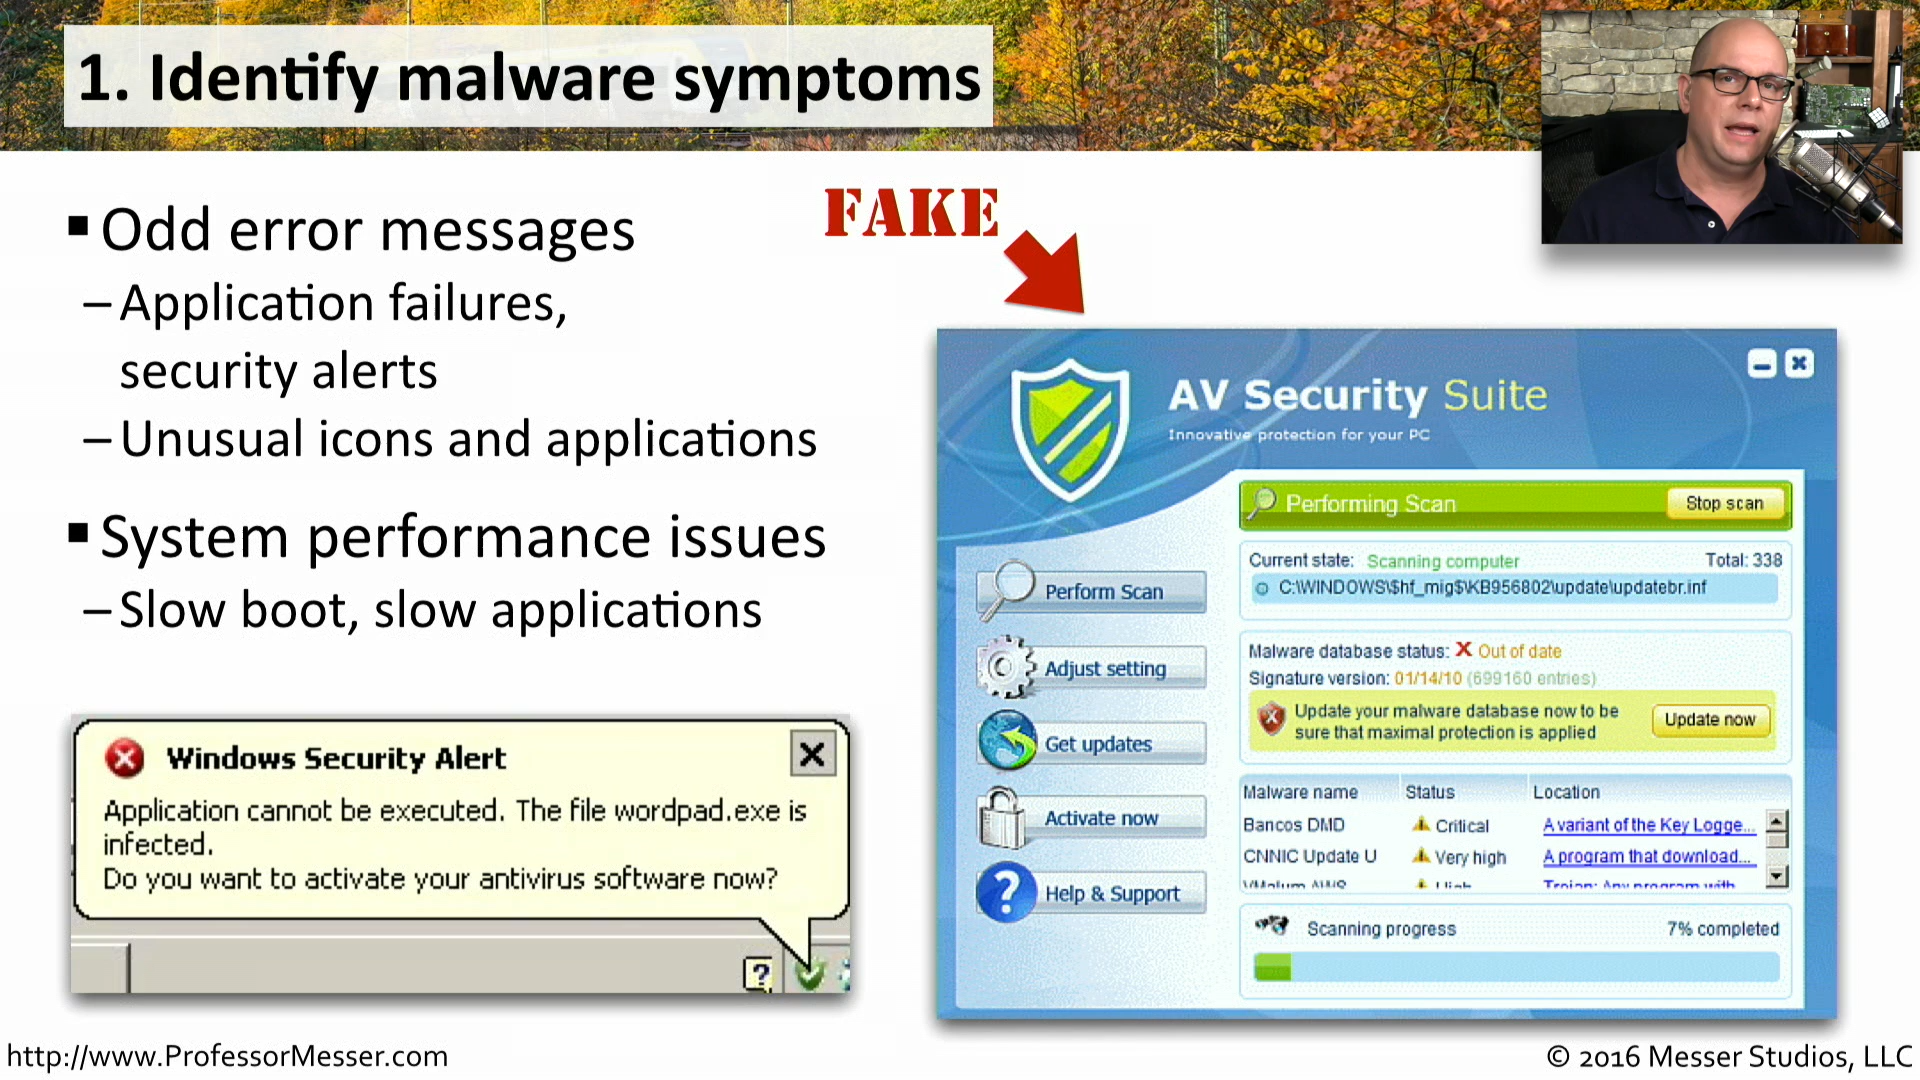 1. Identify malware symptoms
Odd error messages
– Application failures,
security alerts
– Unusual icons and applications
System performance issues
– Slow boot, slow applications
FAKE
AV Security Suite
Innovative protection for your PC
Performing Scan
Stop scan
Current state: Scanning computer Total: 338
C:\WINDOWS\$hf_mig$\KB956802\update\updatebr.inf
Perform Scan
Adjust setting
Get updates
Activate now
Help & Support
Malware database status: X Out of date
Signature version: 01/14/10 (699160 entries)
Update your malware database now to be
sure that maximal protection is applied
Update now
Malware name Status Location
Bancos DMD Critical A variant of the Key Logge...
CNNIC Update U Very high A program that download...
High Trojan: Any program with
Scanning progress 7% completed
Windows Security Alert
Application cannot be executed. The file wordpad.exe is
infected.
Do you want to activate your antivirus software now?
?
http://www.ProfessorMesser.com
© 2016 Messer Studios, LLC